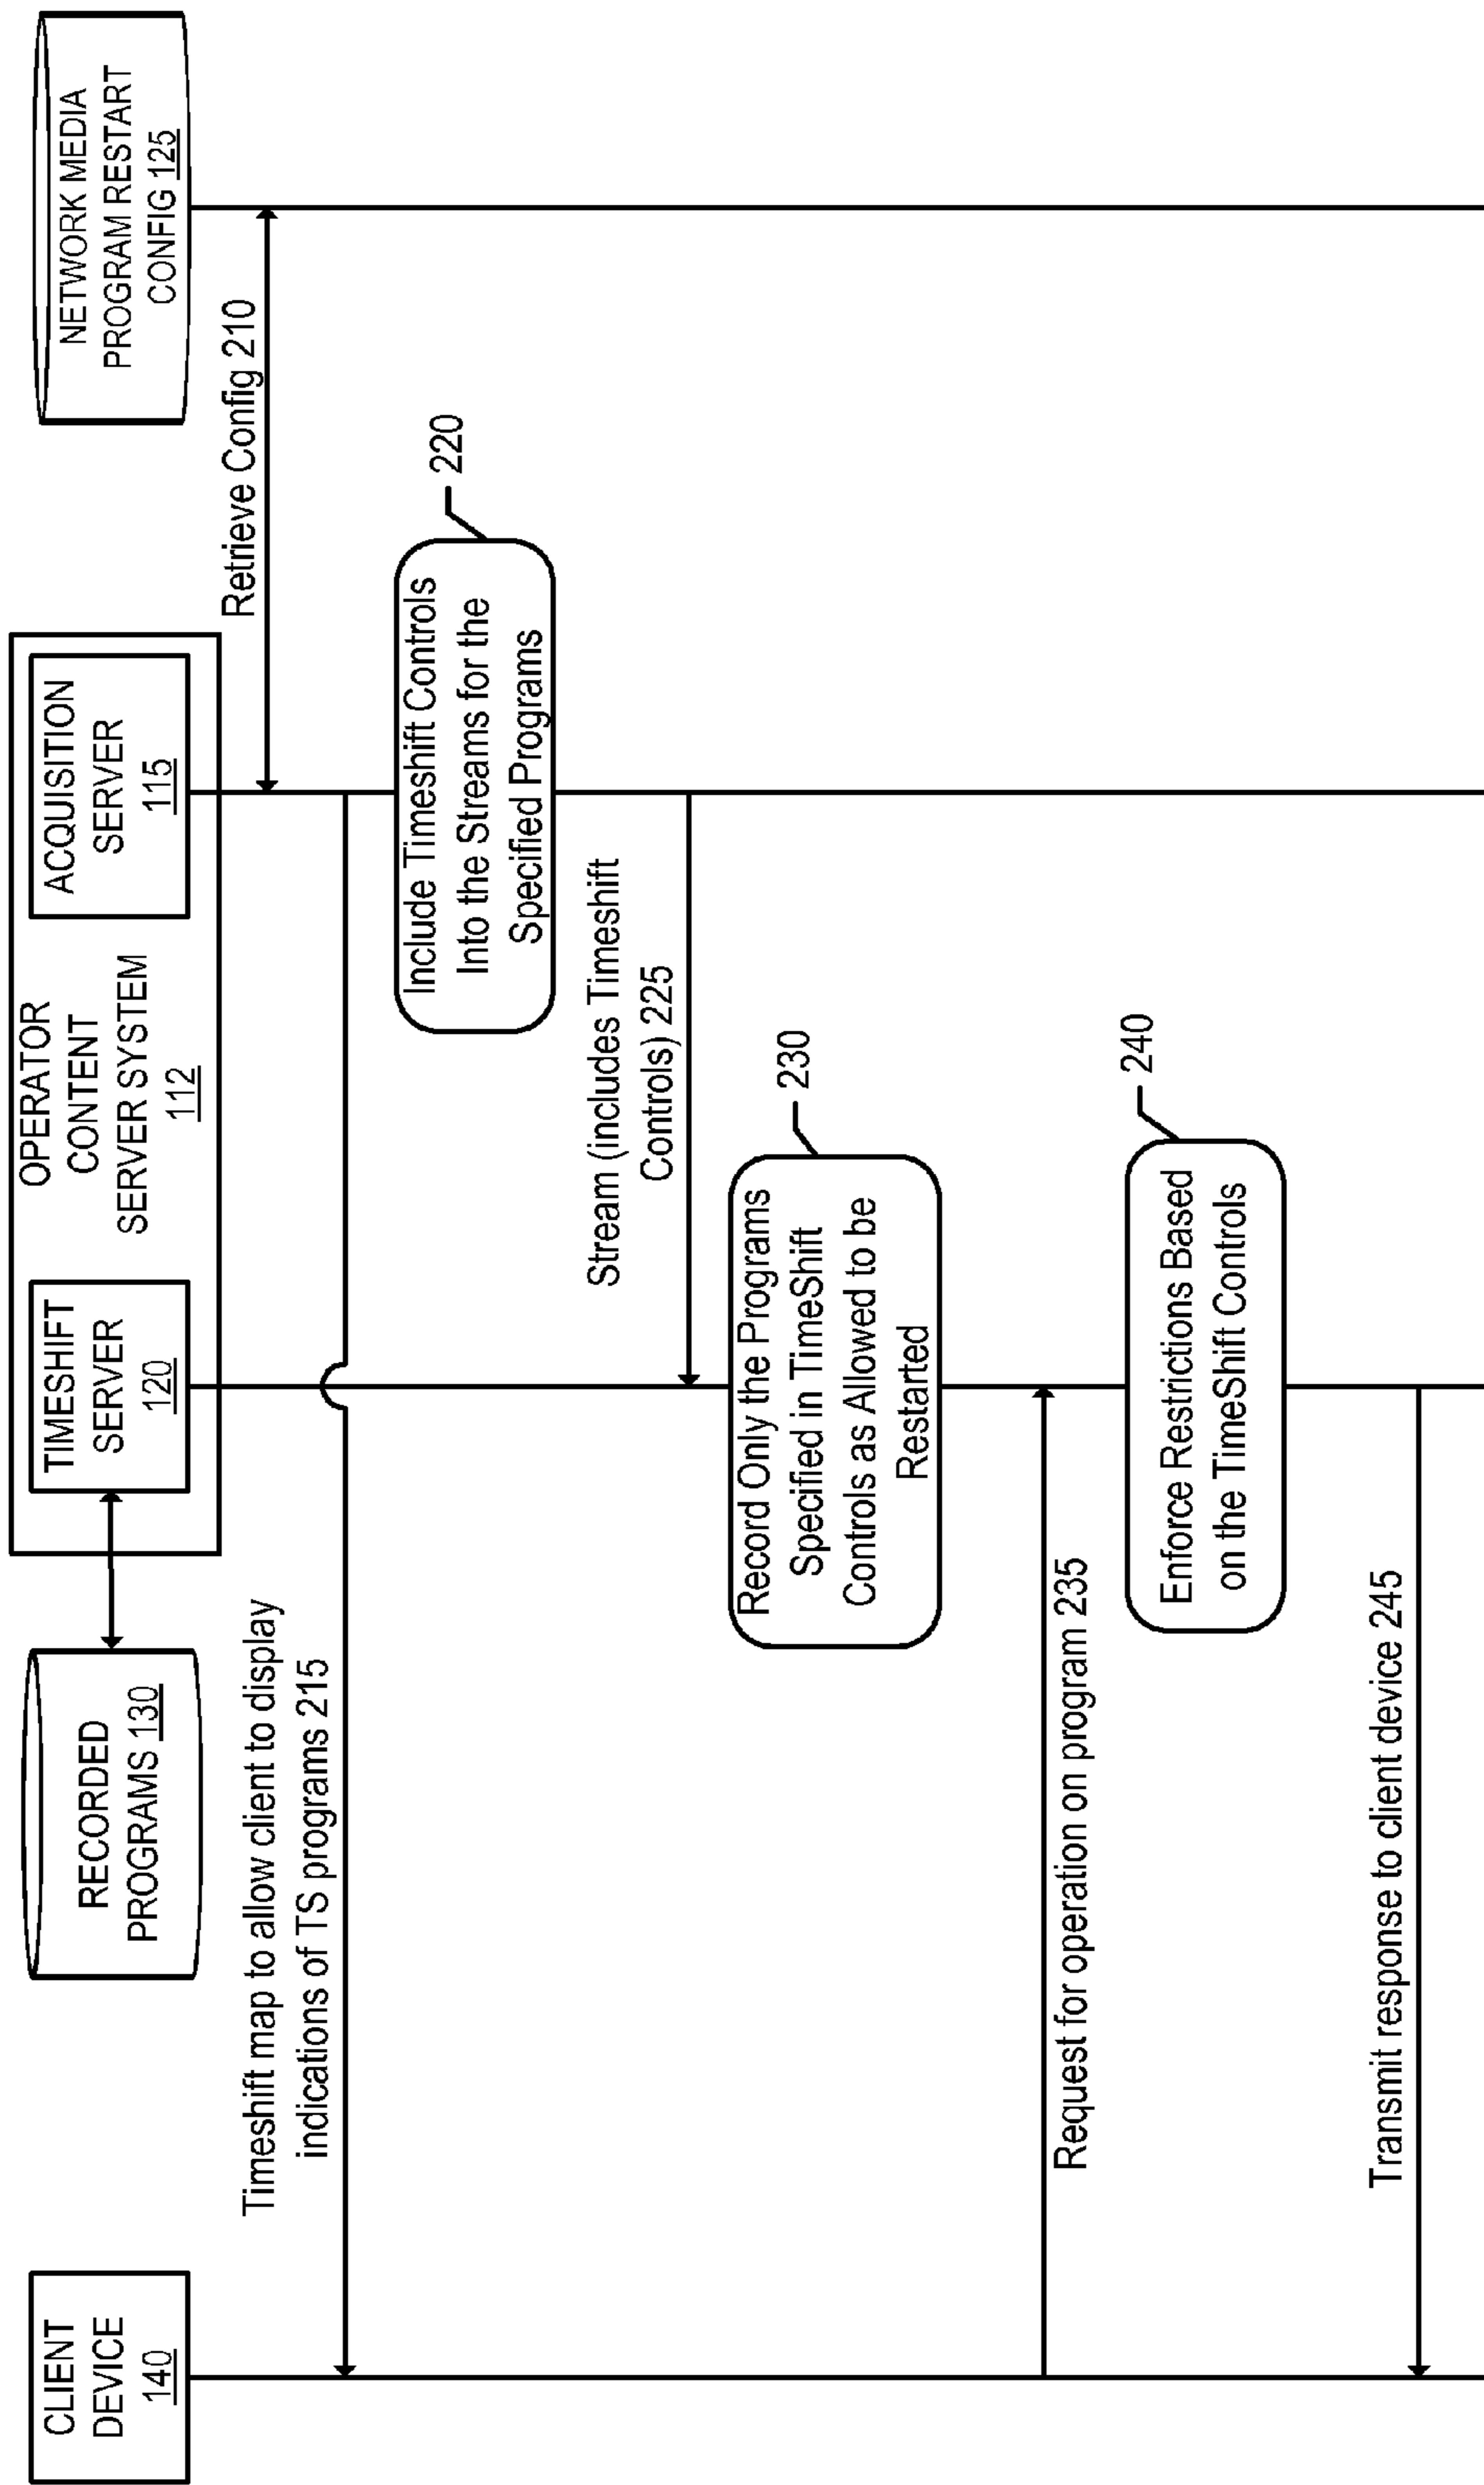 CLIENT
DEVICE
140
RECORDED
PROGRAMS 130
TIMESHIFT
SERVER
120
OPERATOR
CONTENT
SERVER SYSTEM
112
ACQUISITION
SERVER
115
NETWORK MEDIA
PROGRAM RESTART
CONFIG 125
Retrieve Config 210
Timeshift map to allow client to display
indications of TS programs 215
Include Timeshift Controls
Into the Streams for the
Specified Programs
220
Stream (includes Timeshift
Controls) 225
Record Only the Programs
Specified in TimeShift
Controls as Allowed to be
Restarted
230
Request for operation on program 235
Enforce Restrictions Based
on the TimeShift Controls
240
Transmit response to client device 245